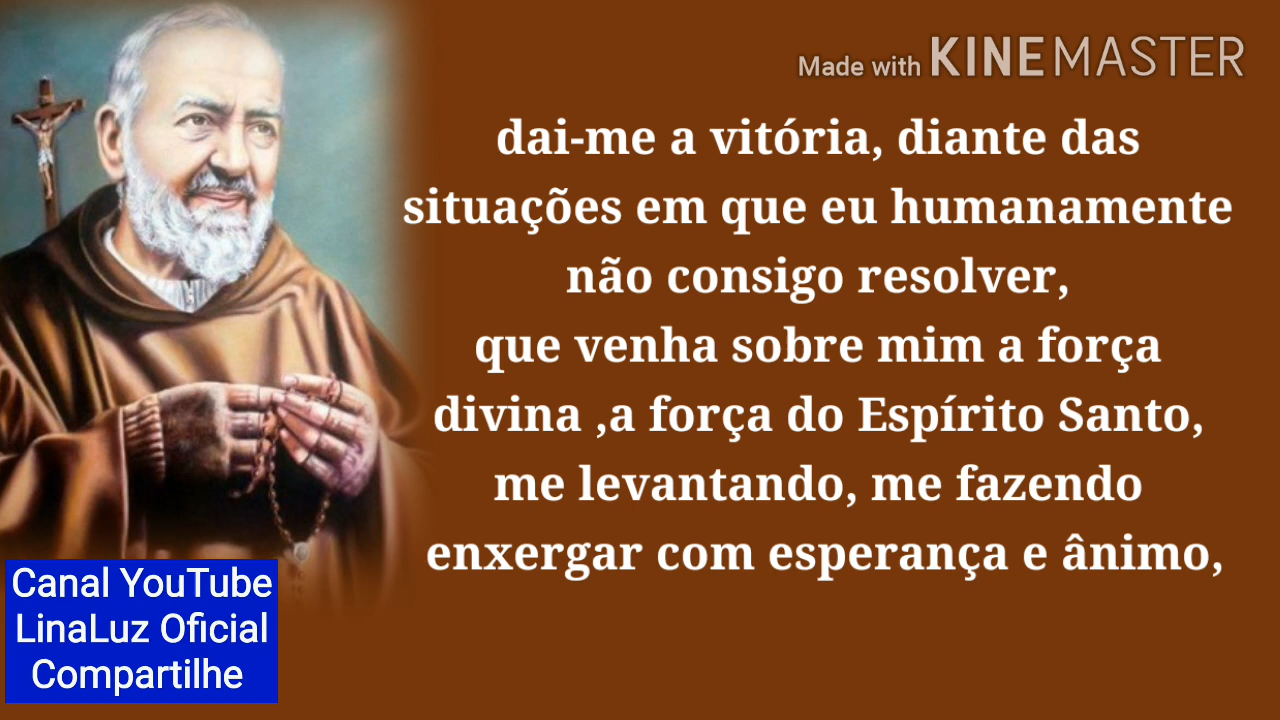 Made with KINEMASTER
dai-me a vitória, diante das
situações em que eu humanamente
não consigo resolver,
que venha sobre mim a força
divina ,a força do Espírito Santo,
me levantando, me fazendo
enxergar com esperança e ânimo,
Canal YouTube
LinaLuz Oficial
Compartilhe